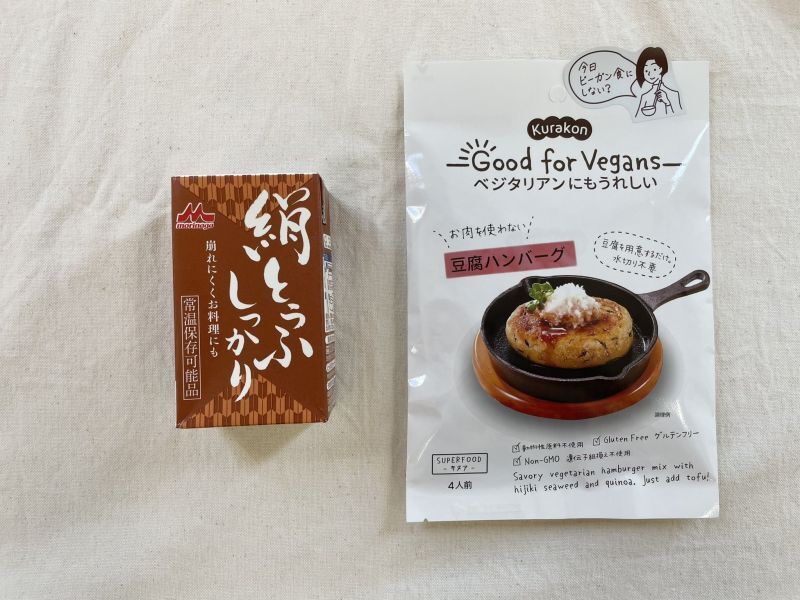 morinaga
絹とうふ
しっかり
崩れにくくお料理にも
常温保存可能品
今日
ビーガン食に
しない?
Kurakon
Good for Vegans
ベジタリアンにもうれしい
お肉を使わない
豆腐ハンバーグ
豆腐を用意するだけ。
水切り不要
調理例
動物性原料不使用
Gluten Free グルテンフリー
Non-GMO 遺伝子組換え不使用
SUPERFOOD
- キヌア -
4人前
Savory vegetarian hamburger mix with
hijiki seaweed and quinoa. Just add tofu!